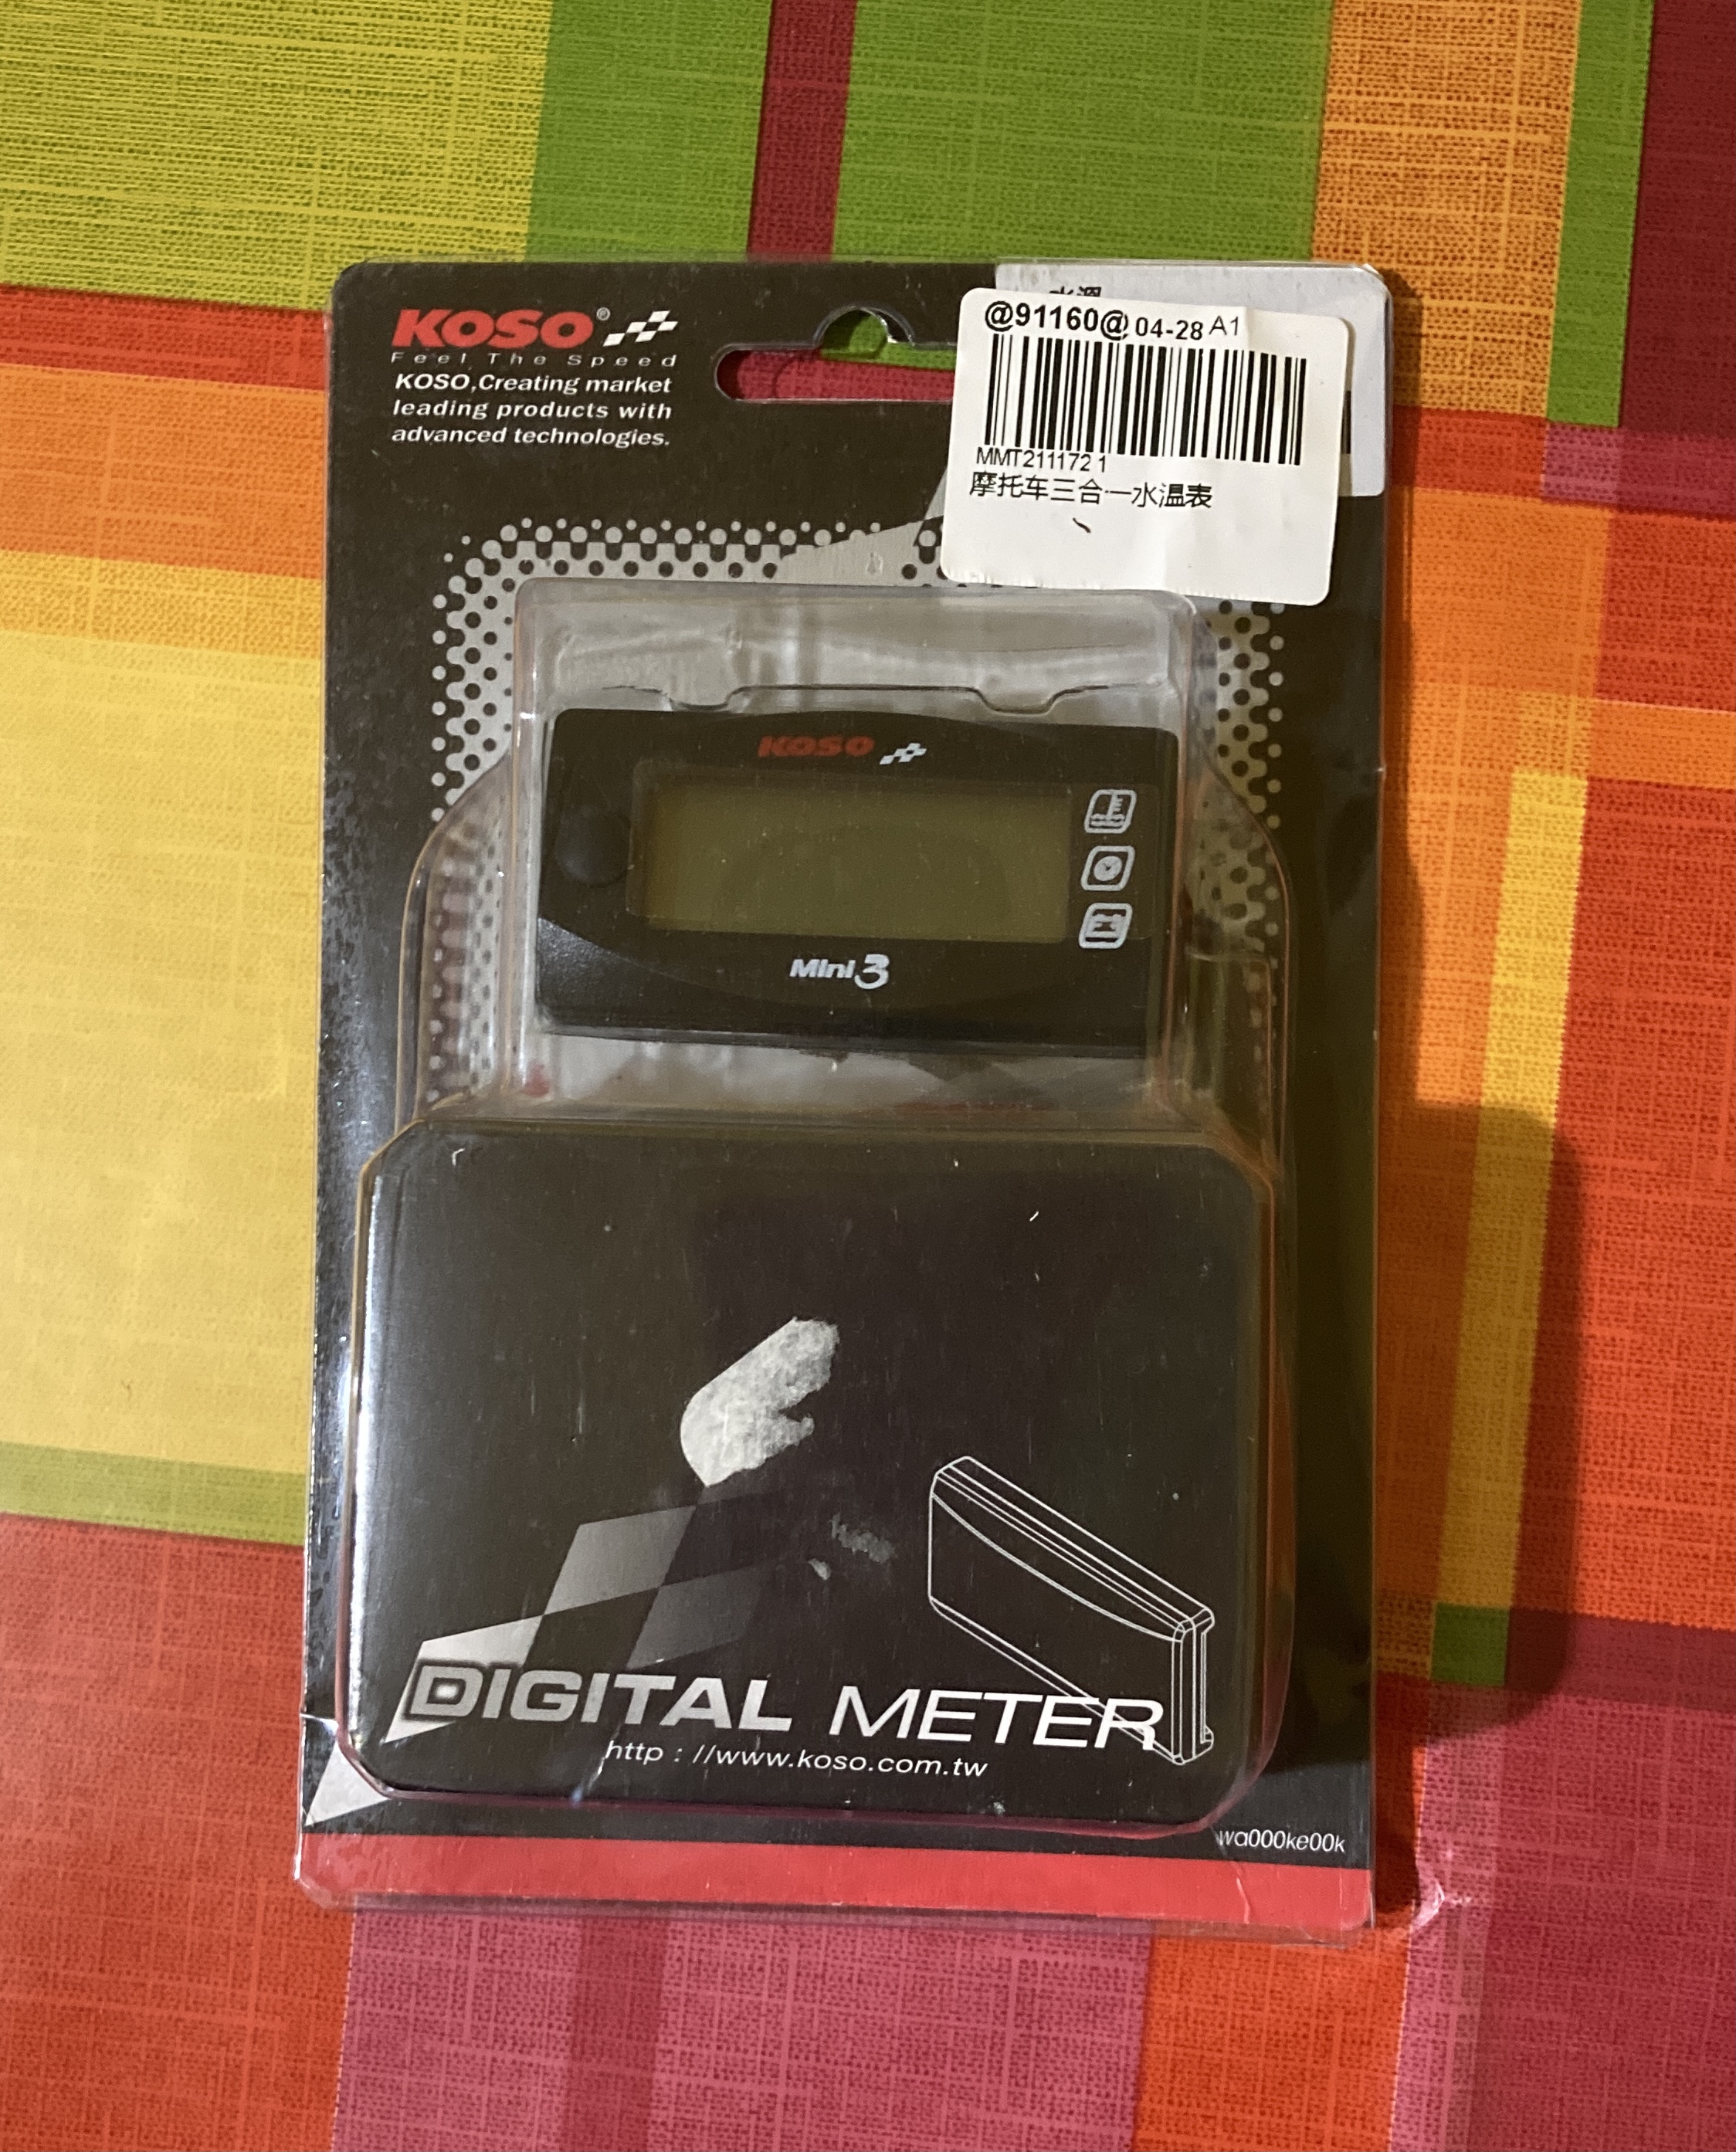 KOSO®
Feel The Speed
KOSO,Creating market
leading products with
advanced technologies.
水溫
@91160@ 04-28 A1
MMT211172 1
摩托车三合一水温表
KOSO
Mini 3
DIGITAL METER
http : //www.koso.com.tw
wa000ke00k